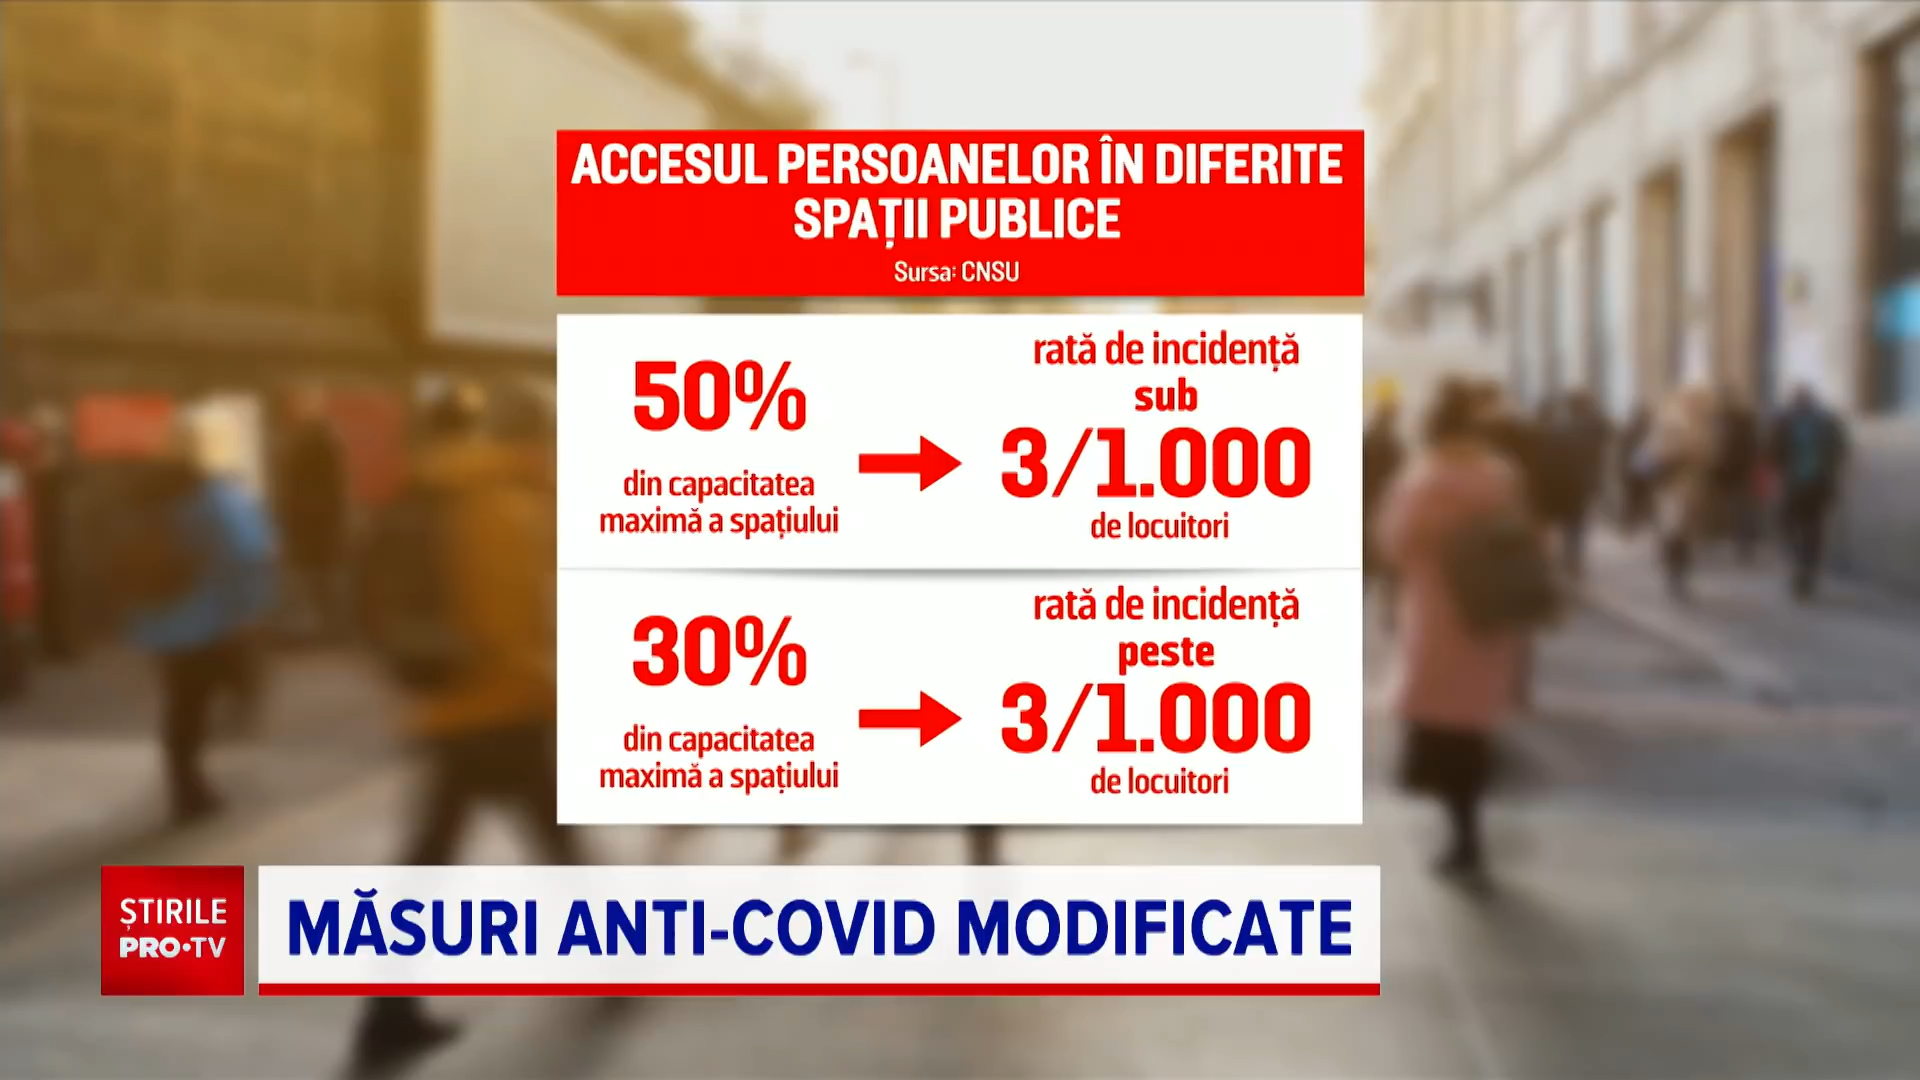 ACCESUL PERSOANELOR ÎN DIFERITE
SPAȚII PUBLICE
Sursa: CNSU
50%
din capacitatea
maximă a spațiului
rată de incidență
sub
3/1.000
de locuitori
30%
din capacitatea
maximă a spațiului
rată de incidență
peste
3/1.000
de locuitori
ȘTIRILE
PRO•TV
MĂSURI ANTI-COVID MODIFICATE